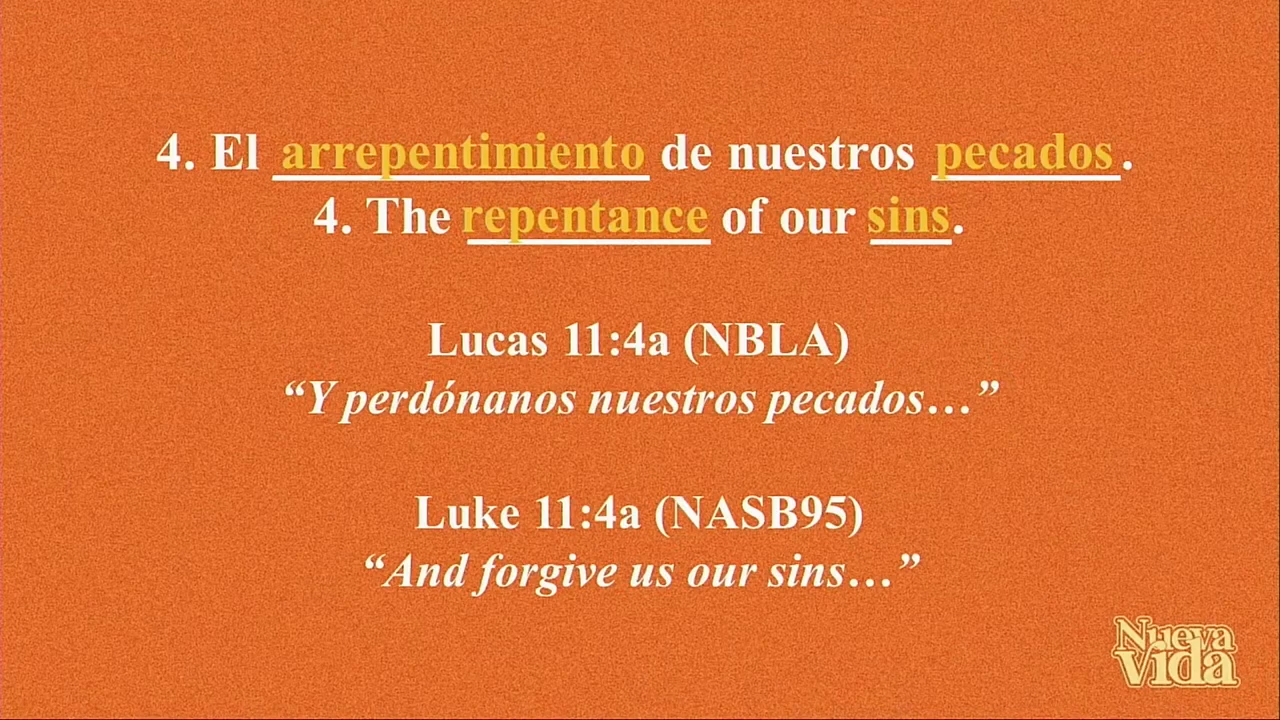 4. El arrepentimiento de nuestros pecados.
4. The repentance of our sins.
Lucas 11:4a (NBLA)
“Y perdónanos nuestros pecados…”
Luke 11:4a (NASB95)
“And forgive us our sins…”
Nueva
Vida